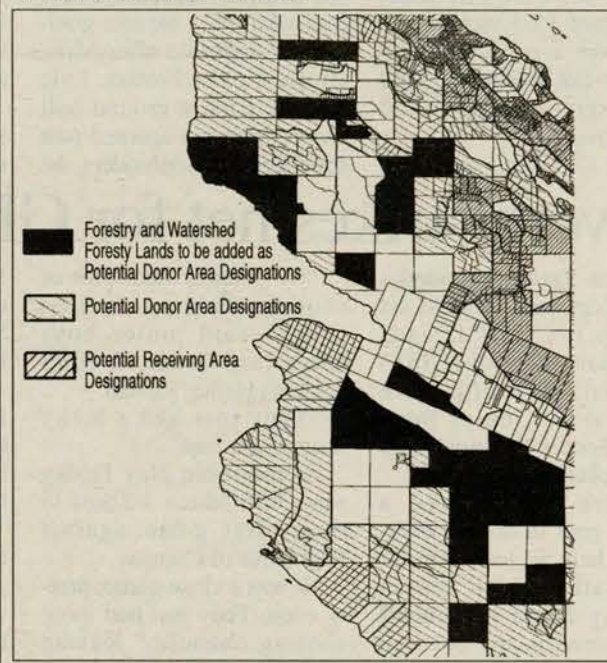 Forestry and Watershed
Foresty Lands to be added as
Potential Donor Area Designations
Potential Donor Area Designations
Potential Receiving Area
Designations